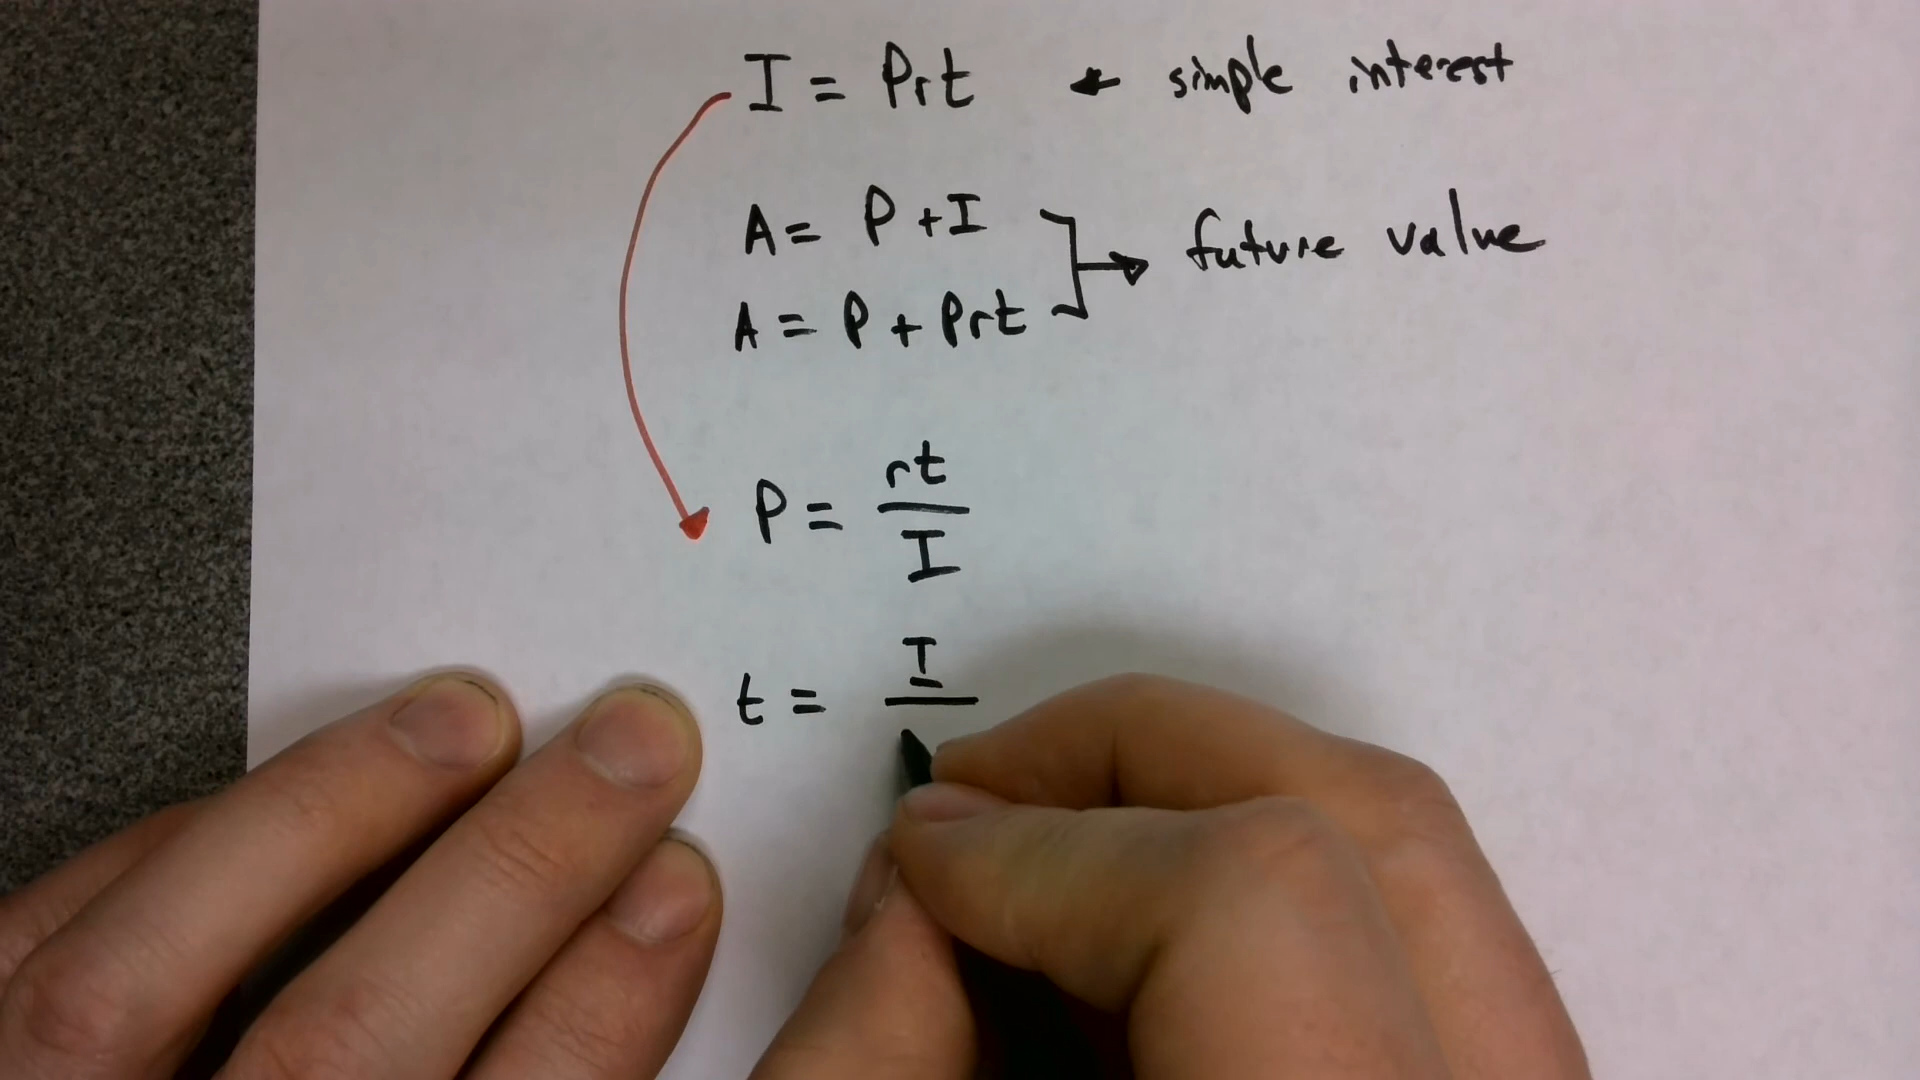 I = Prt ← simple interest
A = P + I
A = P + Prt → future value
P = rt / I
t = I /